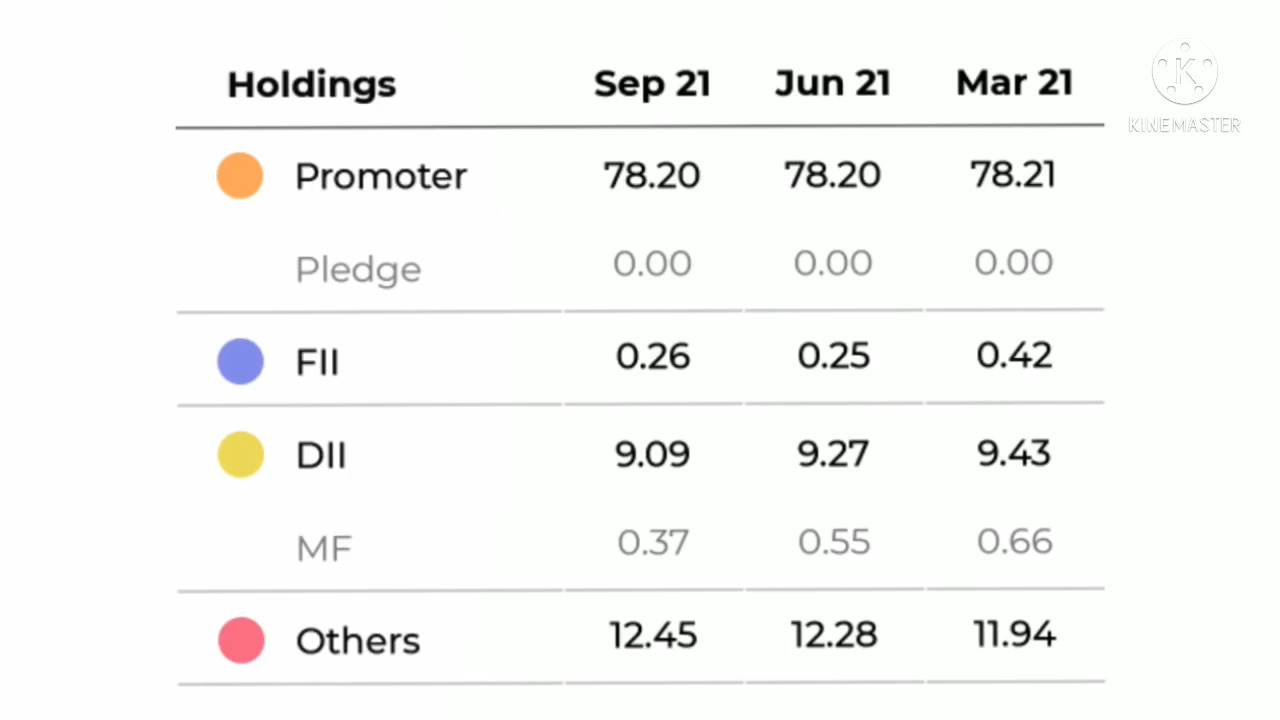 Holdings Sep 21 Jun 21 Mar 21
Promoter 78.20 78.20 78.21
Pledge 0.00 0.00 0.00
FII 0.26 0.25 0.42
DII 9.09 9.27 9.43
MF 0.37 0.55 0.66
Others 12.45 12.28 11.94
K
KINEMASTER